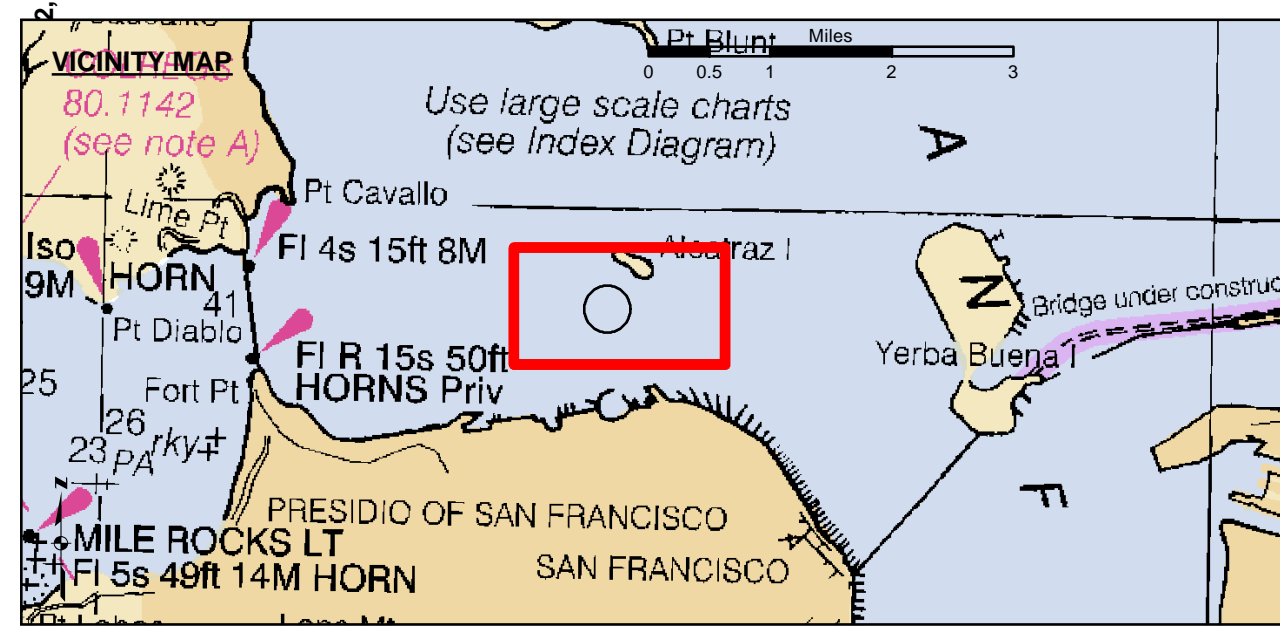 Pt Blunt
Miles
VICINITY MAP
COLREGS
0 0.5 1 2 3
80.1142
(see note A)
Use large scale charts
(see Index Diagram)
A
Pt Cavallo
Lime Pt
Iso
9M
HORN
Fl 4s 15ft 8M
Alcatraz I
N
41
Bridge under construc
Pt Diablo
Fl R 15s 50ft
HORNS Priv
Yerba Buena I
25
Fort Pt
26
23
PA
rky
F
N
PRESIDIO OF SAN FRANCISCO
MILE ROCKS LT
Fl 5s 49ft 14M HORN
SAN FRANCISCO